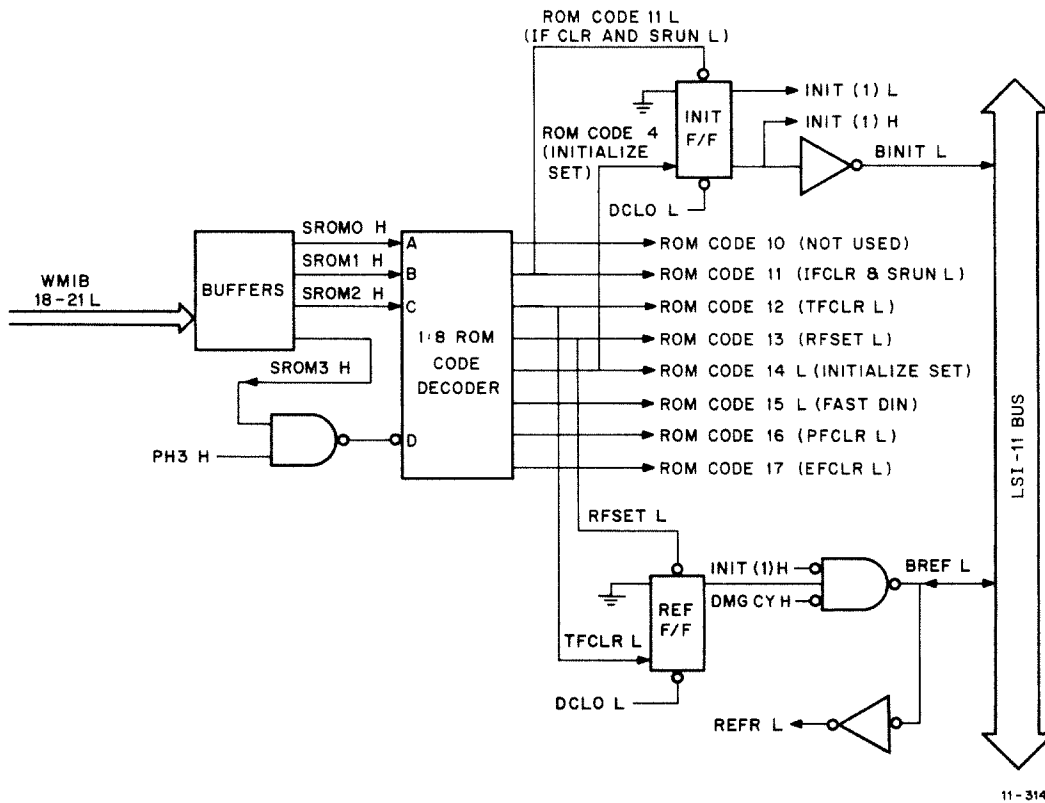 ROM CODE 11 L
(IF CLR AND SRUN L)
INIT (1) L
INIT
F/F
INIT (1) H
ROM CODE 4
(INITIALIZE
SET)
BINIT L
DCLO L
SROM0 H
A
ROM CODE 10 (NOT USED)
SROM1 H
B
ROM CODE 11 (IFCLR & SRUN L)
WMIB
18-21 L
BUFFERS
SROM2 H
C
ROM CODE 12 (TFCLR L)
1:8 ROM
CODE
DECODER
ROM CODE 13 (RFSET L)
SROM3 H
ROM CODE 14 L (INITIALIZE SET)
ROM CODE 15 L (FAST DIN)
D
ROM CODE 16 (PFCLR L)
PH3 H
ROM CODE 17 (EFCLR L)
LSI-11 BUS
RFSET L
INIT (1) H
BREF L
REF
F/F
DMG CY H
TFCLR L
DCLO L
REFR L
11-314